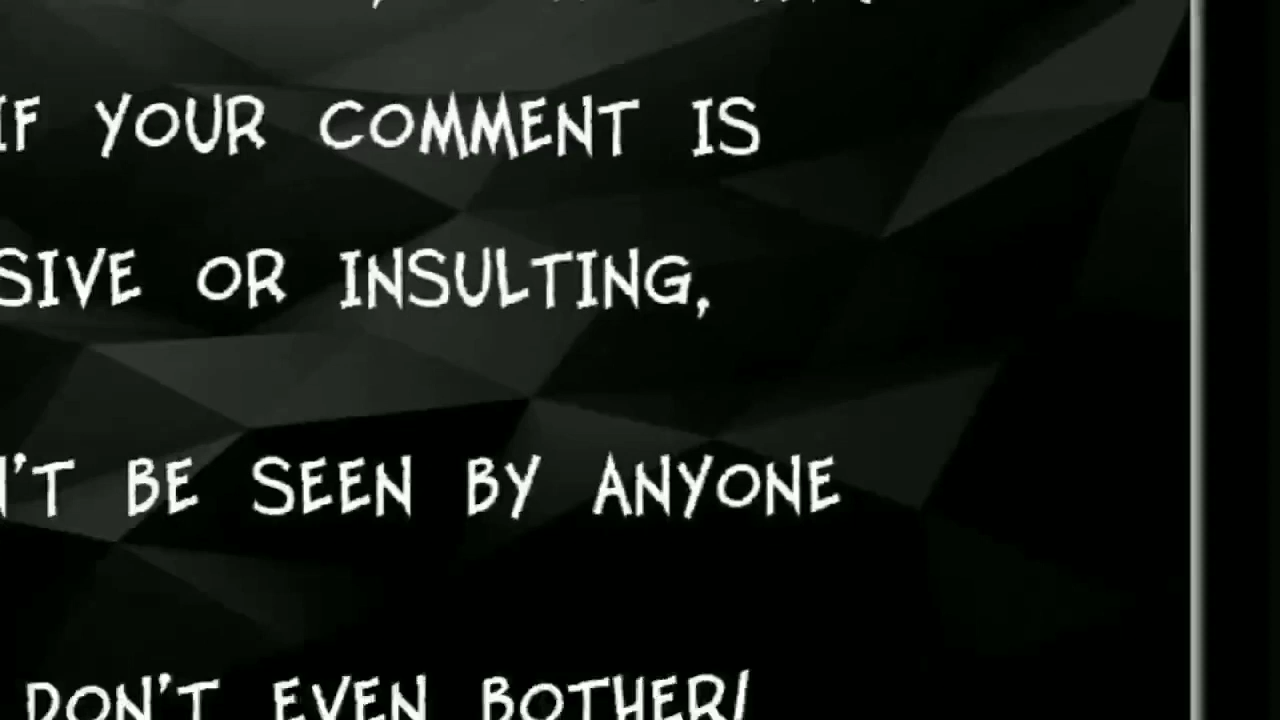 IF YOUR COMMENT IS
SIVE OR INSULTING,
'T BE SEEN BY ANYONE
DON'T EVEN BOTHER!